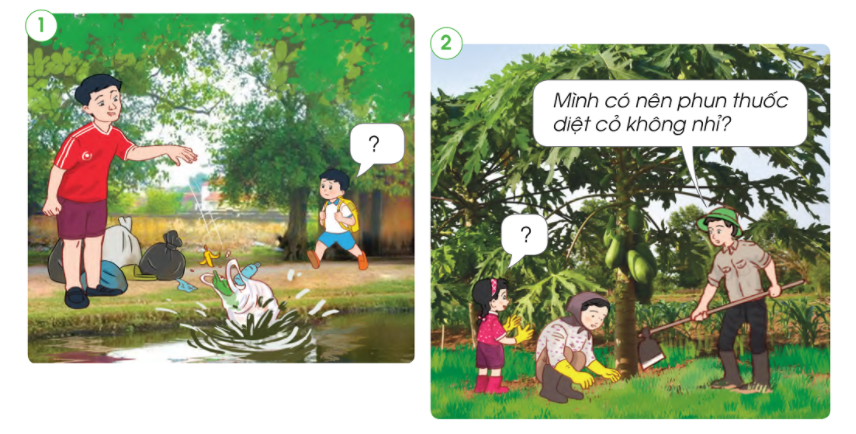 1
?
2
Mình có nên phun thuốc
diệt cỏ không nhỉ?
?